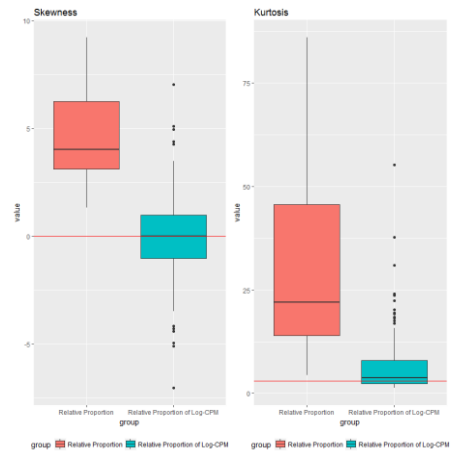 Skewness
Kurtosis
10
5
0
value
Relative Proportion
Relative Proportion of Log-CPM
group
group Relative Proportion Relative Proportion of Log-CPM
75
50
25
0
value
Relative Proportion
Relative Proportion of Log-CPM
group
group Relative Proportion Relative Proportion of Log-CPM